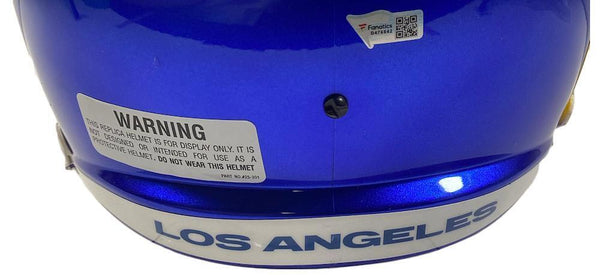 Fanatics
WARNING
THIS REPLICA HELMET IS FOR DISPLAY ONLY. IT IS
NOT DESIGNED OR INTENDED FOR USE AS A
PROTECTIVE HELMET. DO NOT WEAR THIS HELMET
LOS ANGELES